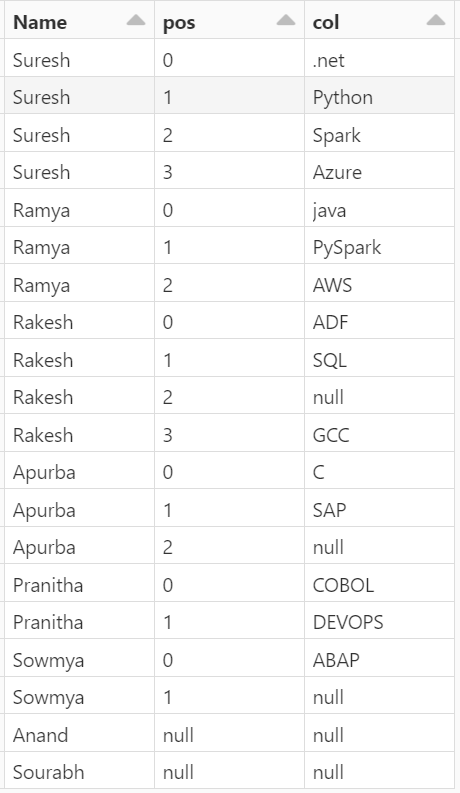 Name pos col
Suresh 0 .net
Suresh 1 Python
Suresh 2 Spark
Suresh 3 Azure
Ramya 0 java
Ramya 1 PySpark
Ramya 2 AWS
Rakesh 0 ADF
Rakesh 1 SQL
Rakesh 2 null
Rakesh 3 GCC
Apurba 0 C
Apurba 1 SAP
Apurba 2 null
Pranitha 0 COBOL
Pranitha 1 DEVOPS
Sowmya 0 ABAP
Sowmya 1 null
Anand null null
Sourabh null null